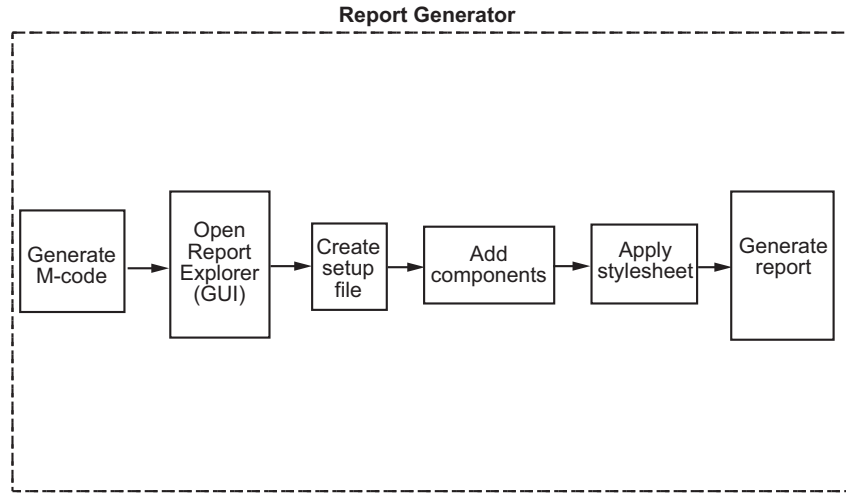 Report Generator
Generate
M-code
Open
Report
Explorer
(GUI)
Create
setup
file
Add
components
Apply
stylesheet
Generate
report